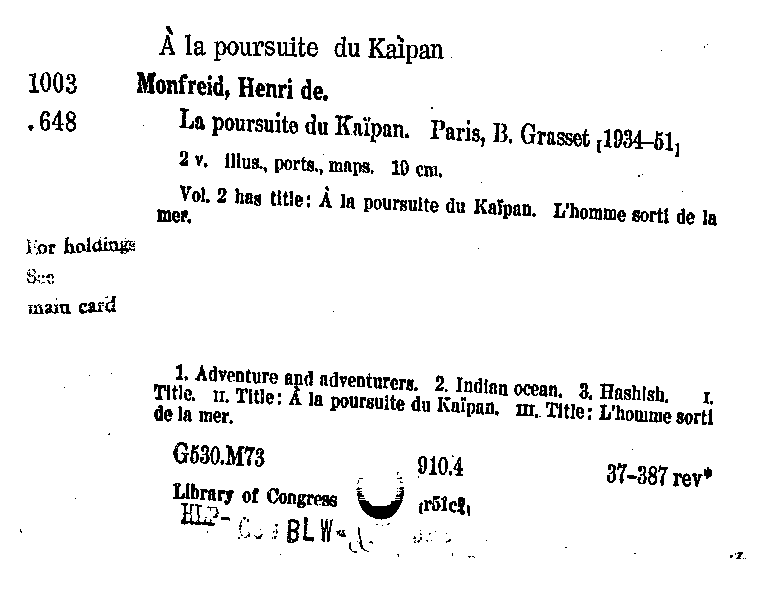 À la poursuite du Kaïpan
1003 Monfreid, Henri de.
.648 La poursuite du Kaïpan. Paris, B. Grasset [1934–51]
2 v. illus., ports., maps. 19 cm.
Vol. 2 has title: À la poursuite du Kaïpan. L'homme sorti de la
mer.
For holdings
See
main card
1. Adventure and adventurers. 2. Indian ocean. 3. Hashish. I.
Title. II. Title: À la poursuite du Kaïpan. III. Title: L'homme sorti
de la mer.
G530.M73 910.4 37–387 rev*
Library of Congress [r51c2]
HLP- BLW-